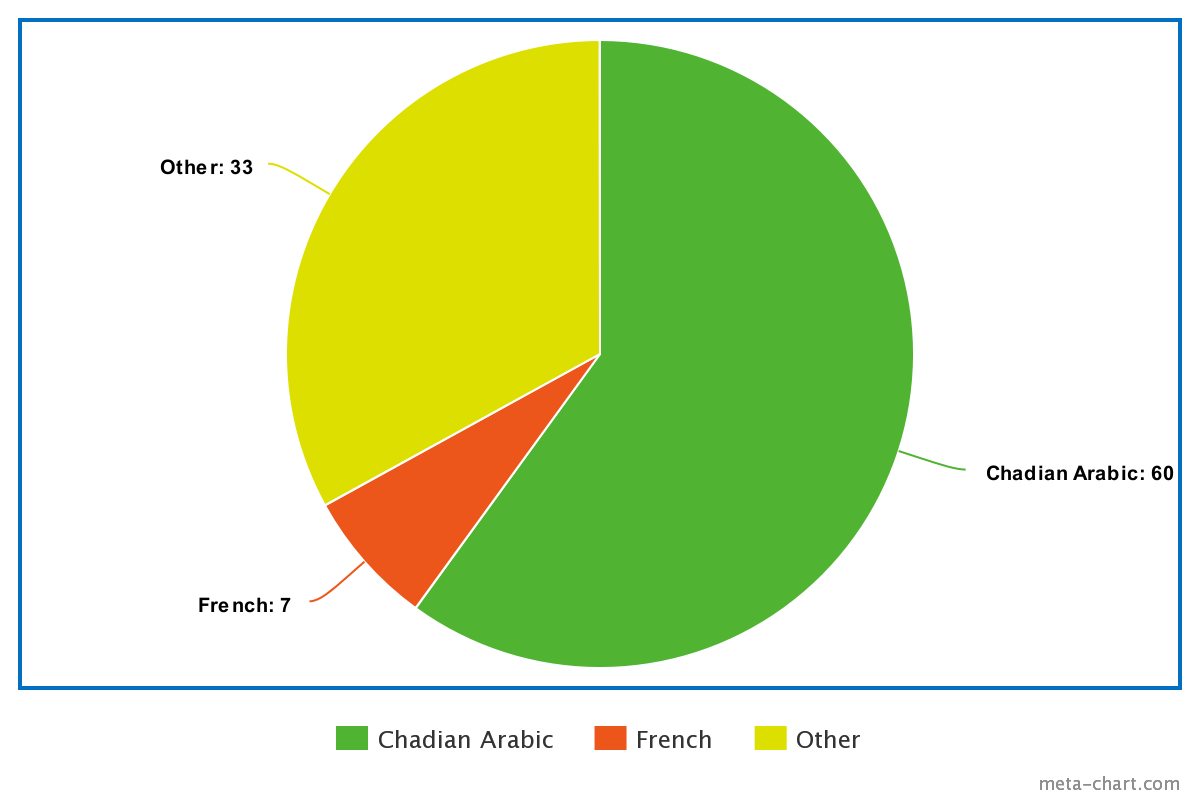 Other: 33
Chadian Arabic: 60
French: 7
Chadian Arabic French Other
meta-chart.com